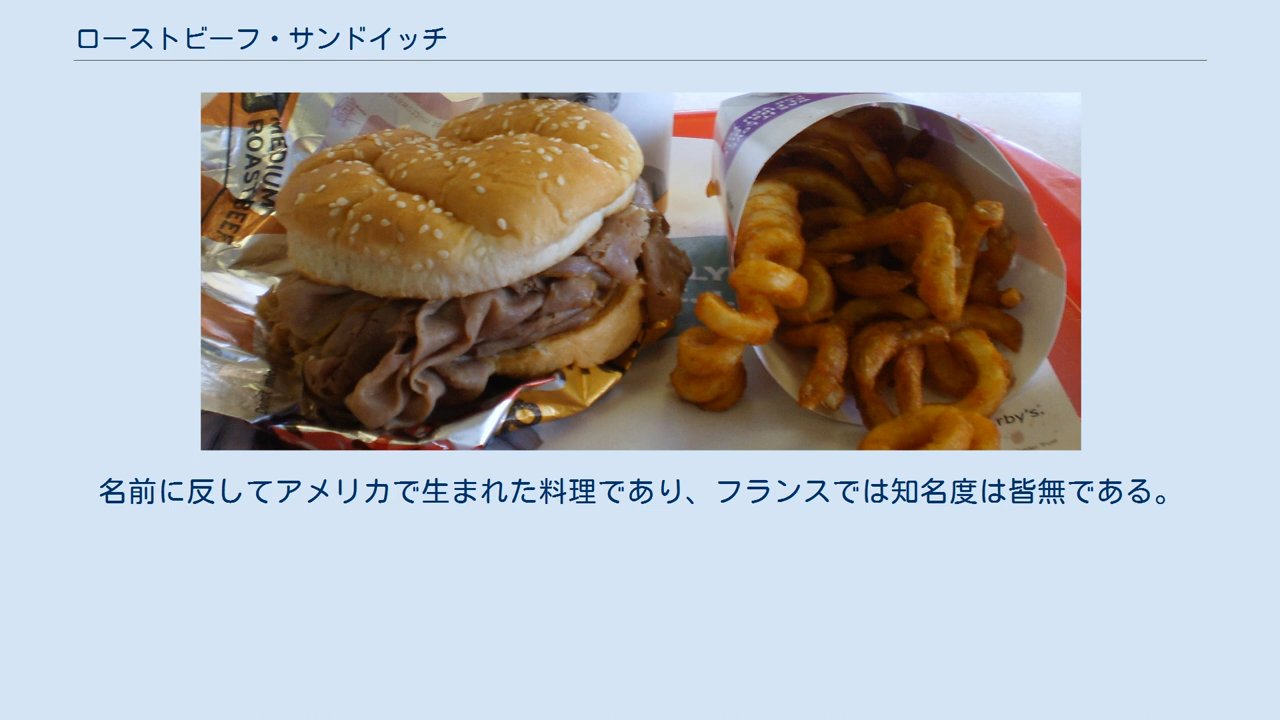 ローストビーフ・サンドイッチ
MEDIUM
ROAST BEEF
LY
rby's.
名前に反してアメリカで生まれた料理であり、フランスでは知名度は皆無である。